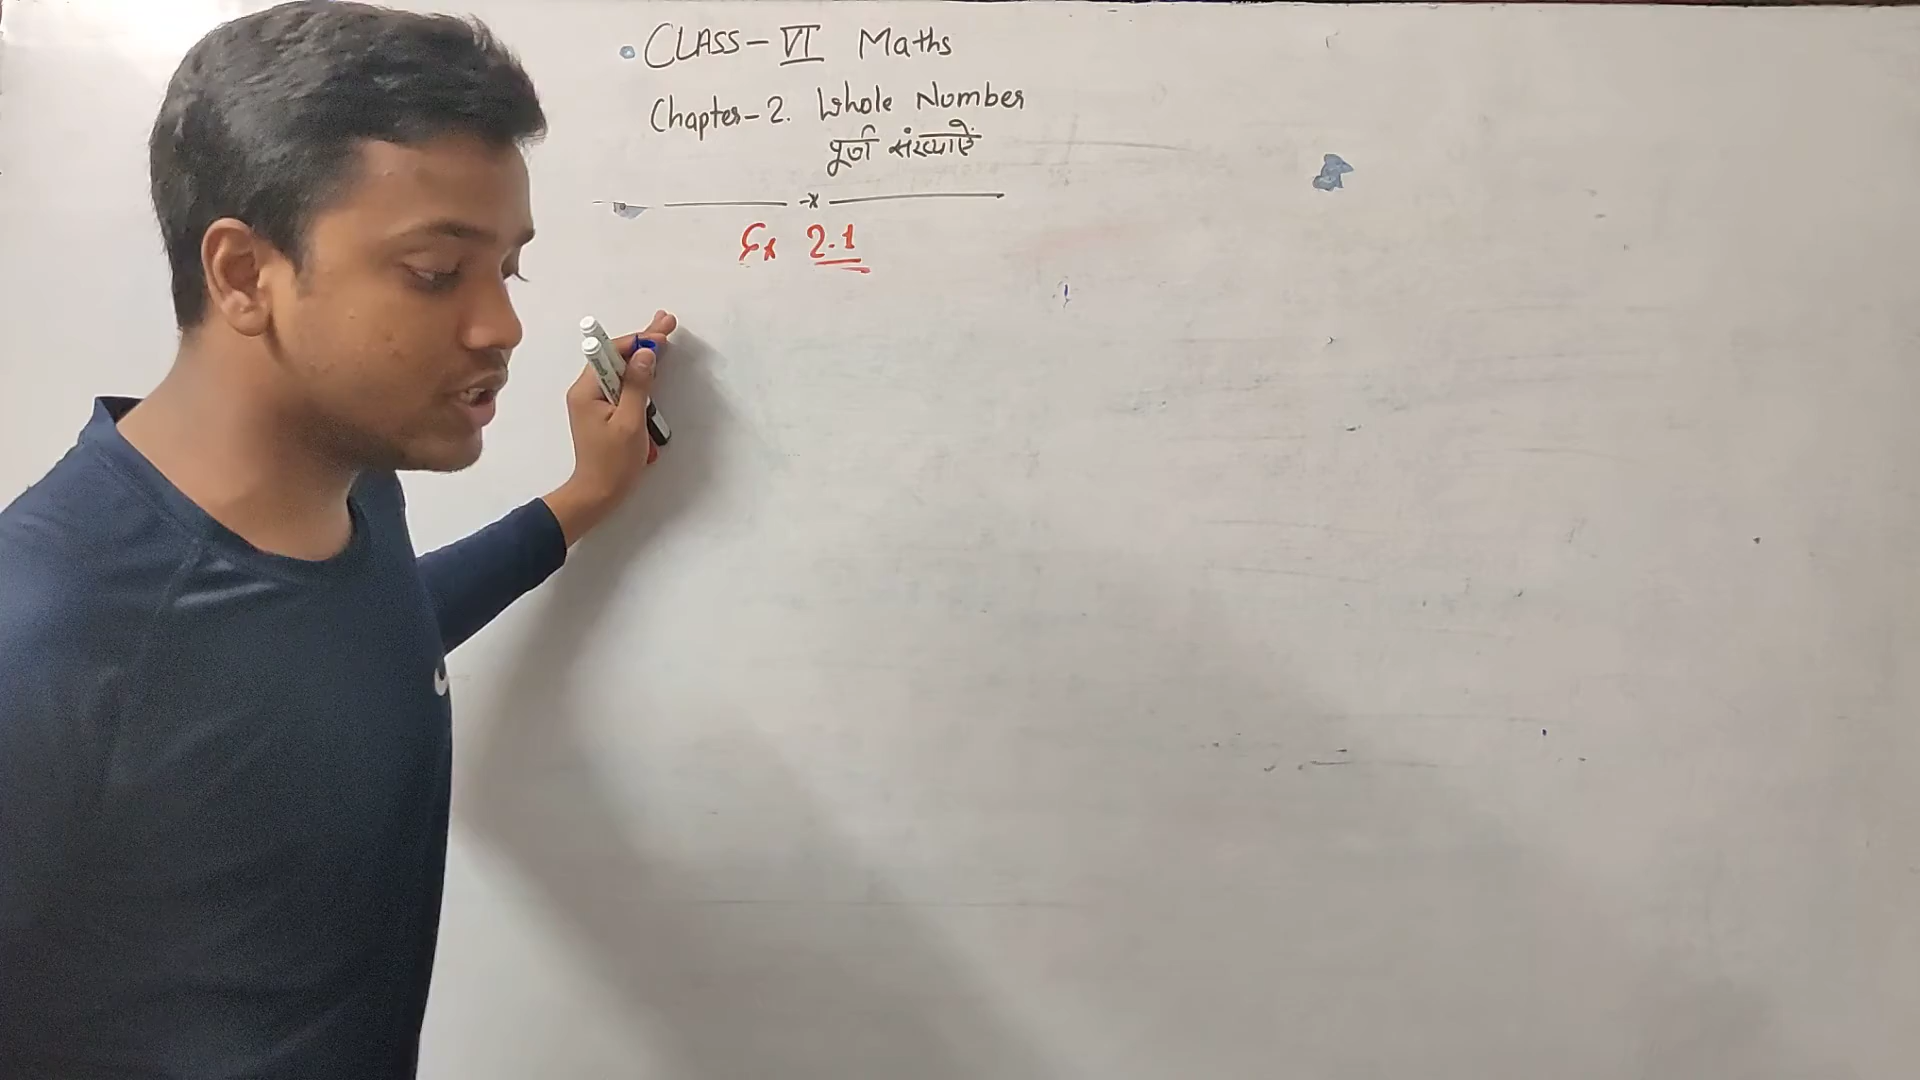 CLASS-VI Maths
Chapter-2. Whole Number
पूर्ण संख्याऐं
Ex 2.1